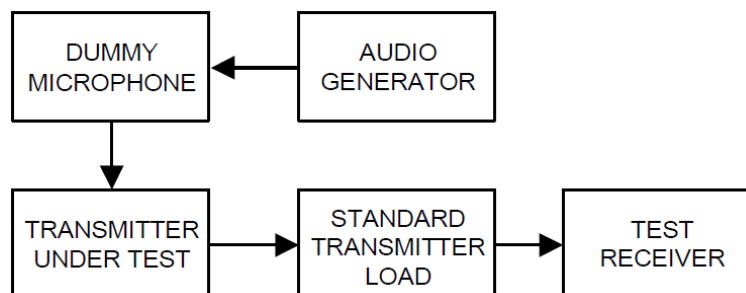 DUMMY
MICROPHONE
AUDIO
GENERATOR
TRANSMITTER
UNDER TEST
STANDARD
TRANSMITTER
LOAD
TEST
RECEIVER